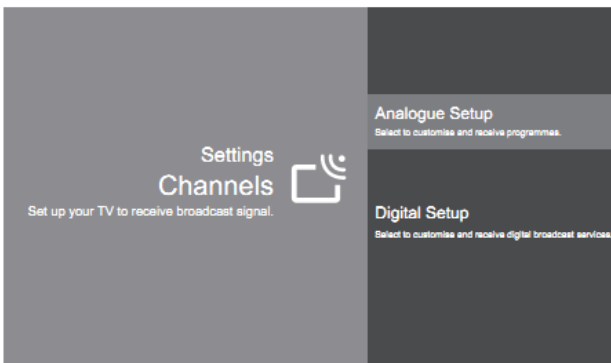 Settings
Channels
Set up your TV to receive broadcast signal.
Analogue Setup
Select to customise and receive programmes.
Digital Setup
Select to customise and receive digital broadcast services.